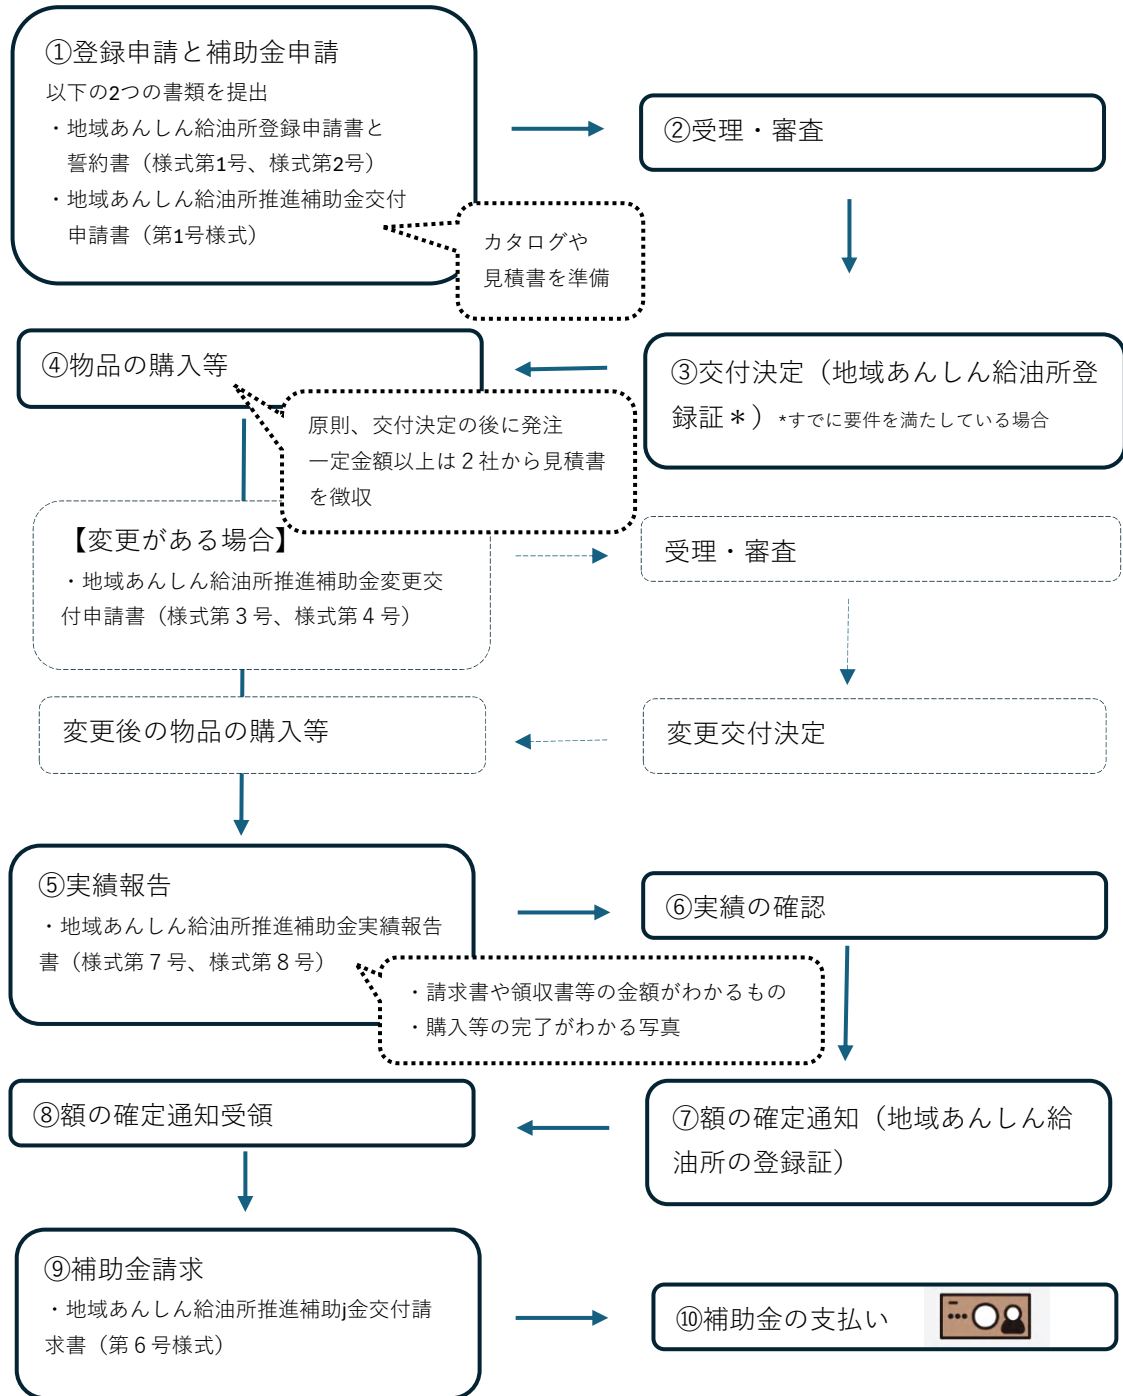 ①登録申請と補助金申請
以下の2つの書類を提出
・地域あんしん給油所登録申請書と
誓約書（様式第1号、様式第2号）
・地域あんしん給油所推進補助金交付
申請書（第1号様式）
カタログや
見積書を準備
②受理・審査
③交付決定（地域あんしん給油所登
録証＊）*すでに要件を満たしている場合
④物品の購入等
原則、交付決定の後に発注
一定金額以上は２社から見積書
を徴収
【変更がある場合】
・地域あんしん給油所推進補助金変更交
付申請書（様式第３号、様式第４号）
受理・審査
変更交付決定
変更後の物品の購入等
⑤実績報告
・地域あんしん給油所推進補助金実績報告
書（様式第７号、様式第８号）
・請求書や領収書等の金額がわかるもの
・購入等の完了がわかる写真
⑥実績の確認
⑦額の確定通知（地域あんしん給
油所の登録証）
⑧額の確定通知受領
⑨補助金請求
・地域あんしん給油所推進補助j金交付請
求書（第６号様式）
⑩補助金の支払い